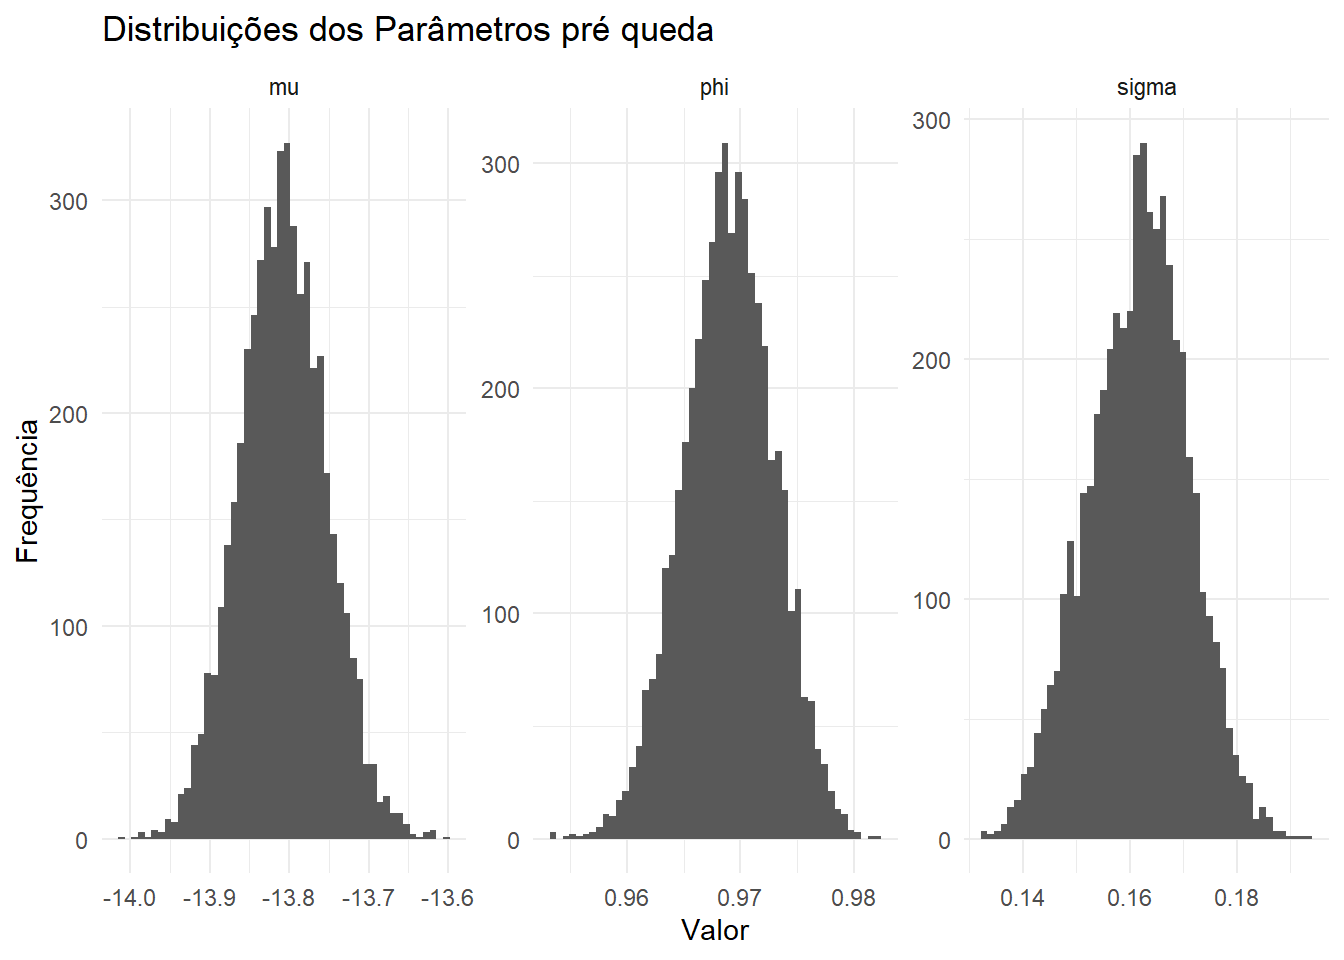 Distribuições dos Parâmetros pré queda
mu
phi
sigma
Frequência
300
200
100
0
-14.0 -13.9 -13.8 -13.7 -13.6
300
200
100
0
0.96 0.97 0.98
300
200
100
0
0.14 0.16 0.18
Valor